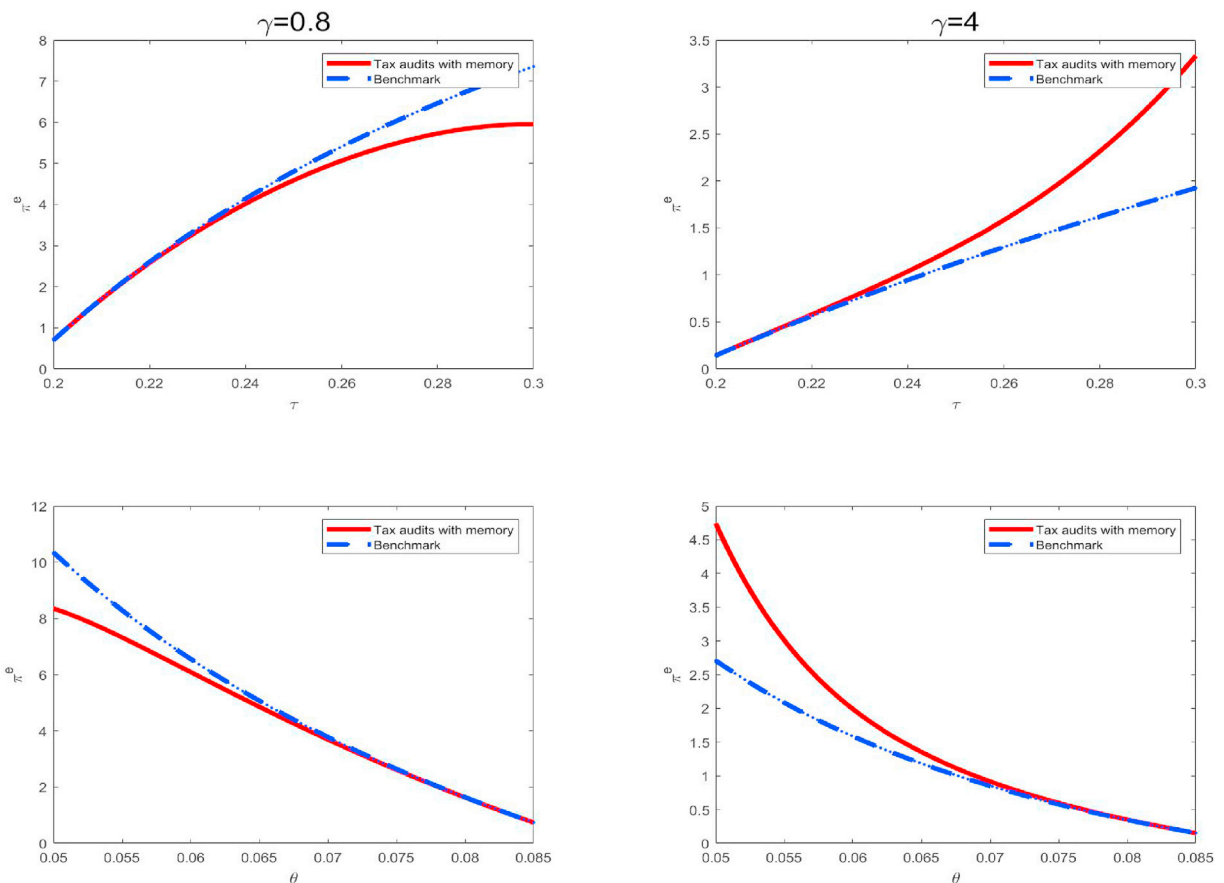 γ=0.8
8
7
6
5
4
3
2
1
0
π^e
Tax audits with memory
Benchmark
0.2 0.22 0.24 0.26 0.28 0.3
τ
γ=4
3.5
3
2.5
2
1.5
1
0.5
0
π^e
Tax audits with memory
Benchmark
0.2 0.22 0.24 0.26 0.28 0.3
τ
12
10
8
6
4
2
0
π^e
Tax audits with memory
Benchmark
0.05 0.055 0.06 0.065 0.07 0.075 0.08 0.085
θ
5
4.5
4
3.5
3
2.5
2
1.5
1
0.5
0
π^e
Tax audits with memory
Benchmark
0.05 0.055 0.06 0.065 0.07 0.075 0.08 0.085
θ